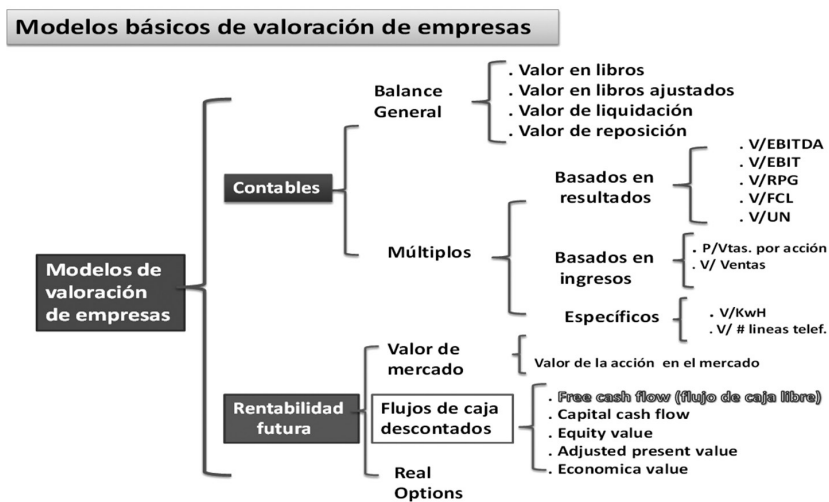 Modelos básicos de valoración de empresas
Modelos de
valoración
de empresas
Contables
Balance
General
. Valor en libros
. Valor en libros ajustados
. Valor de liquidación
. Valor de reposición
Múltiplos
Basados en
resultados
. V/EBITDA
. V/EBIT
. V/RPG
. V/FCL
. V/UN
Basados en
ingresos
. P/Vtas. por acción
. V/ Ventas
Específicos
. V/KwH
. V/ # lineas telef.
Rentabilidad
futura
Valor de
mercado
Valor de la acción en el mercado
Flujos de caja
descontados
. Free cash flow (flujo de caja libre)
. Capital cash flow
. Equity value
. Adjusted present value
. Economica value
Real
Options